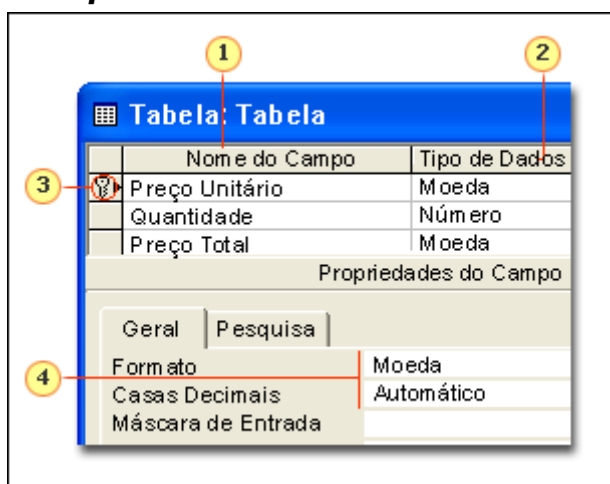 1 2
Tabela: Tabela
Nome do Campo Tipo de Dados
3 Preço Unitário Moeda
Quantidade Número
Preço Total Moeda
Propriedades do Campo
Geral Pesquisa
Formato Moeda
4 Casas Decimais Automático
Máscara de Entrada